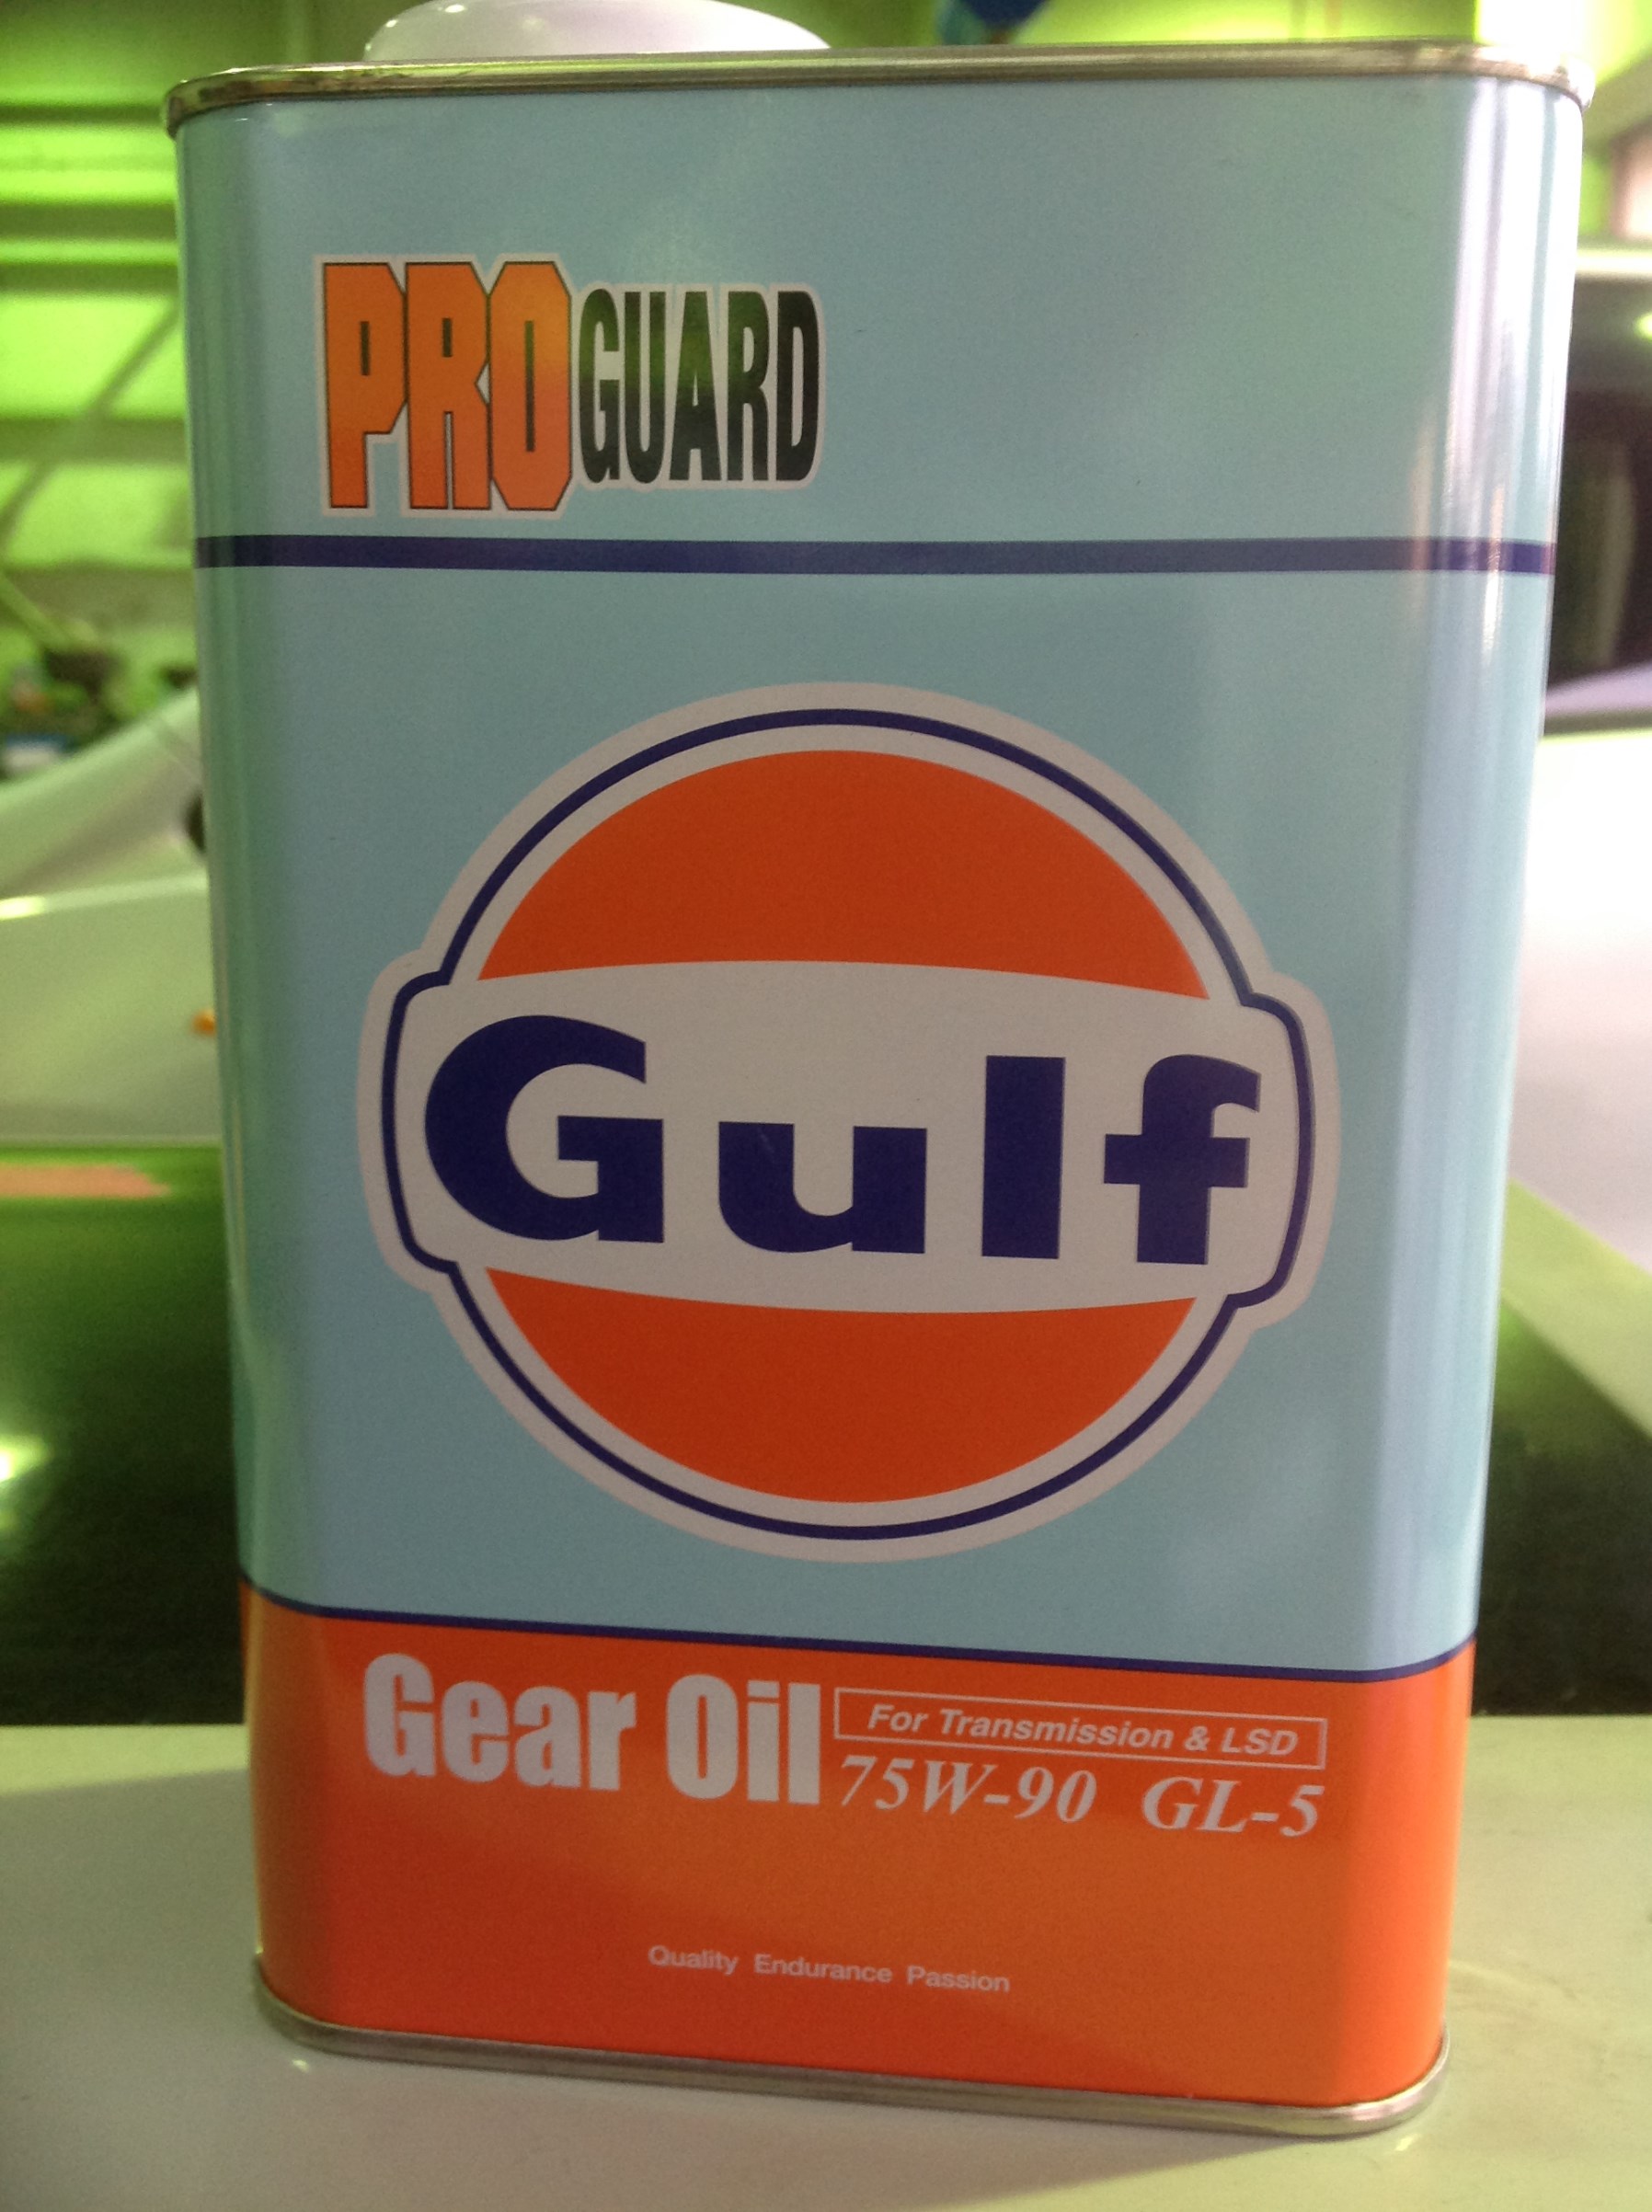 PROGUARD
Gulf
Gear Oil
For Transmission & LSD
75W-90 GL-5
Quality Endurance Passion